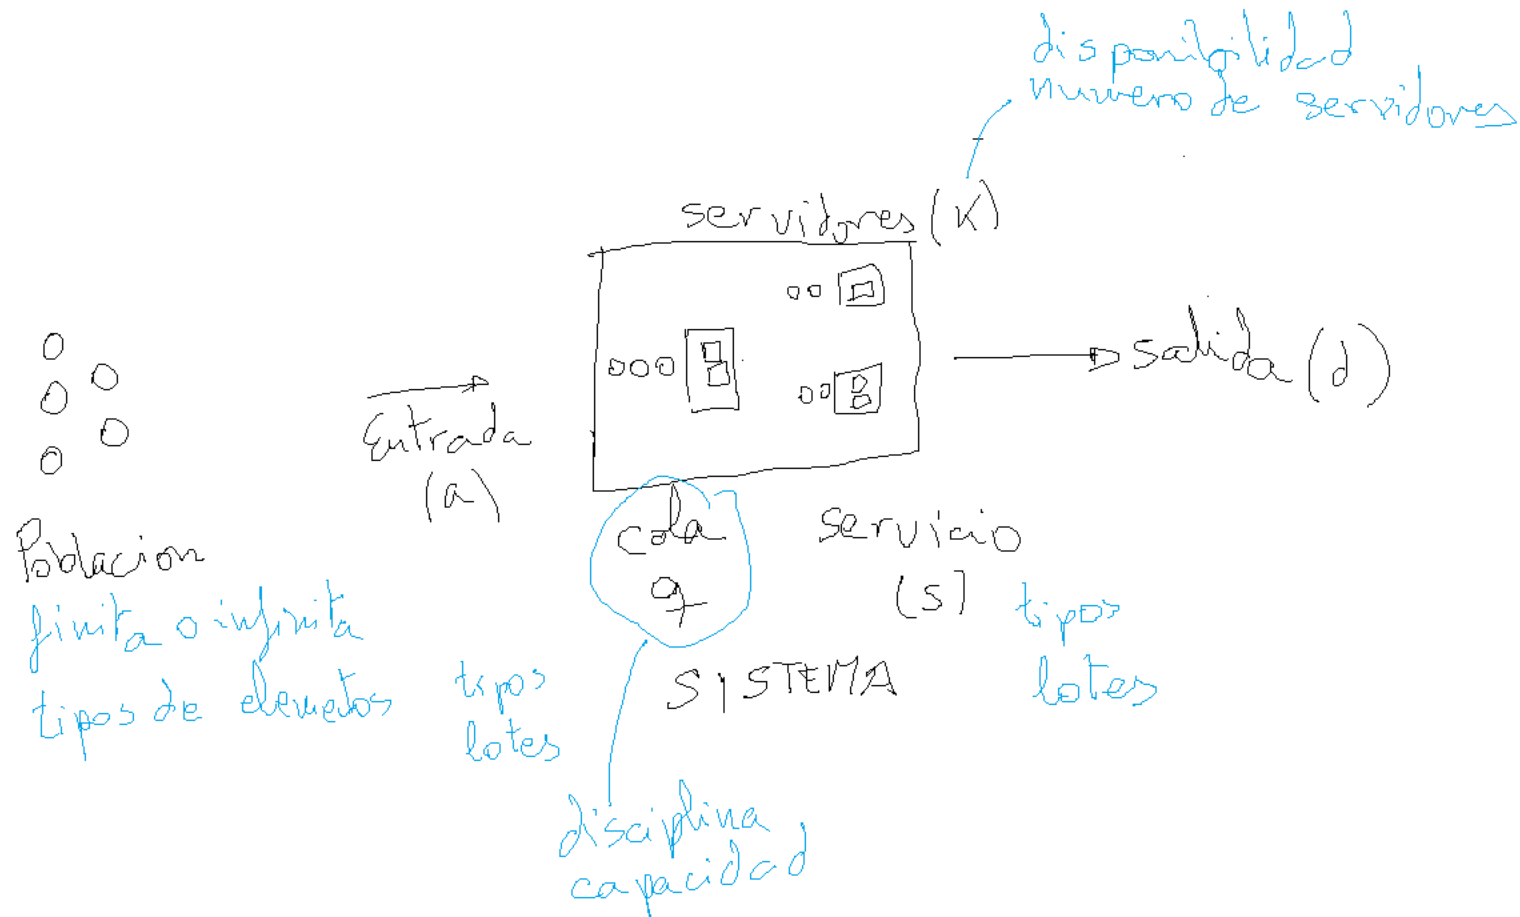 disponibilidad
numero de servidores
servidores (K)
Entrada
(a)
salida (d)
Poblacion
finita o infinita
tipos de elementos
tipos
lotes
cola
q
servicio
(s)
tipos
lotes
SISTEMA
disciplina
capacidad